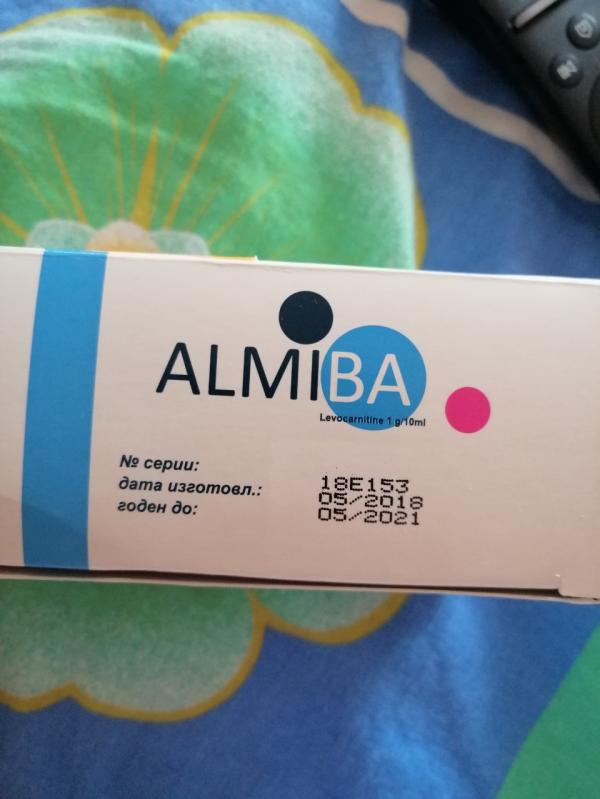 ALMIBA
Levocarnitine 1 g/10ml
№ серии: 18E153
дата изготовл.: 05/2018
годен до: 05/2021